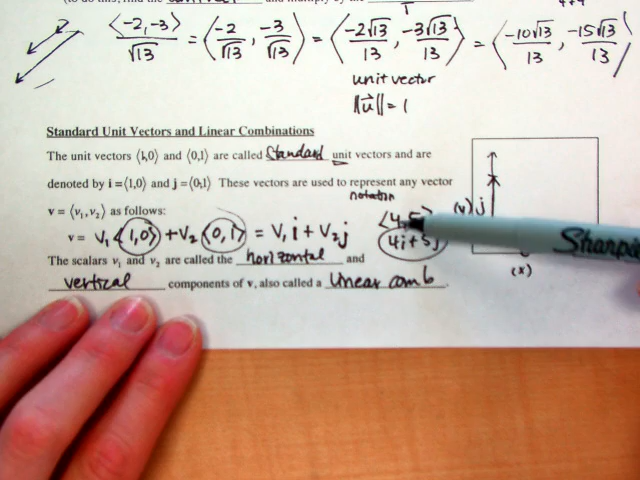 (to do this, find the and multiply by the
⟨-2,-3⟩/√13 = ⟨-2/√13, -3/√13⟩ = ⟨-2√13/13, -3√13/13⟩ = ⟨-10√13/13, -15√13/13⟩
unit vector
||u⃗|| = 1
Standard Unit Vectors and Linear Combinations
The unit vectors ⟨1,0⟩ and ⟨0,1⟩ are called Standard unit vectors and are
denoted by i = ⟨1,0⟩ and j = ⟨0,1⟩ These vectors are used to represent any vector
notation
v = ⟨v₁, v₂⟩ as follows:
v = v₁⟨1,0⟩ + v₂⟨0,1⟩ = v₁i + v₂j
⟨4,5⟩
4i+5j
(y) j
(x)
The scalars v₁ and v₂ are called the horizontal and
vertical components of v, also called a linear comb.
Sharpie